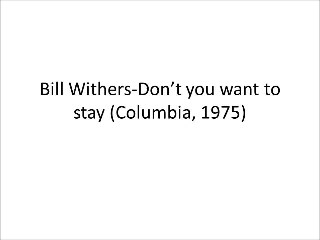 Bill Withers-Don’t you want to
stay (Columbia, 1975)